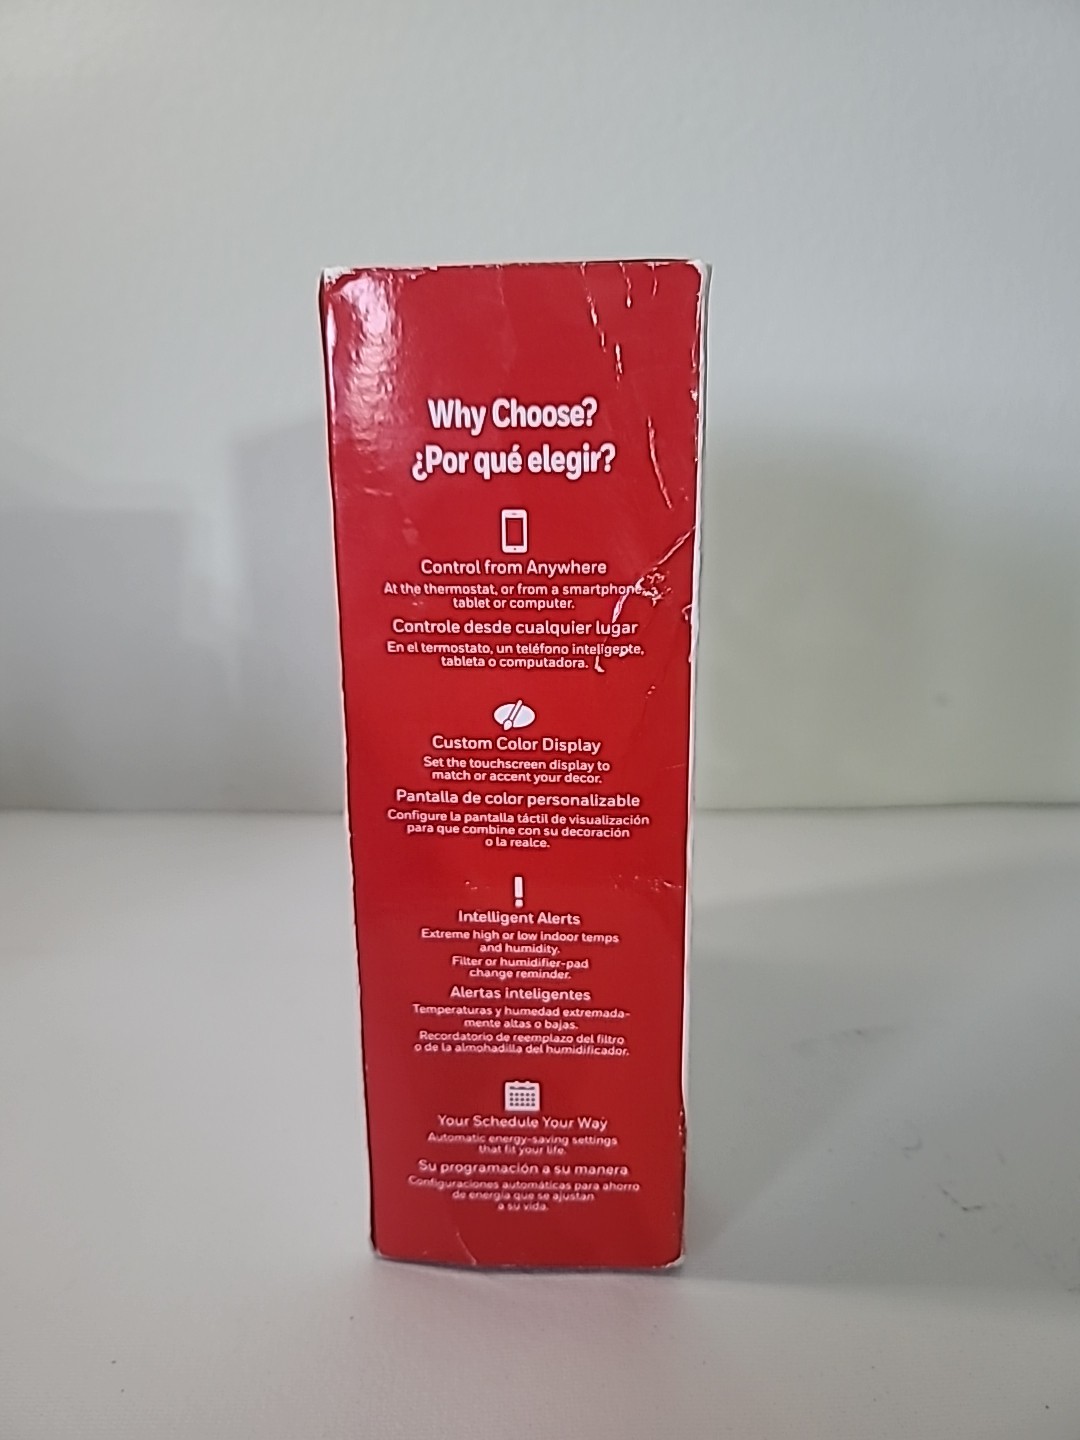 Why Choose?
¿Por qué elegir?
Control from Anywhere
At the thermostat, or from a smartphone,
tablet or computer.
Controle desde cualquier lugar
En el termostato, un teléfono inteligente,
tableta o computadora.
Custom Color Display
Set the touchscreen display to
match or accent your decor.
Pantalla de color personalizable
Configure la pantalla táctil de visualización
para que combine con su decoración
o la realce.
Intelligent Alerts
Extreme high or low indoor temps
and humidity.
Filter or humidifier-pad
change reminder.
Alertas inteligentes
Temperaturas y humedad extremada-
mente altas o bajas.
Recordatorio de reemplazo del filtro
o de la almohadilla del humidificador.
Your Schedule Your Way
Automatic energy-saving settings
that fit your life.
Su programación a su manera
Configuraciones automáticas para ahorro
de energía que se ajustan
a su vida.